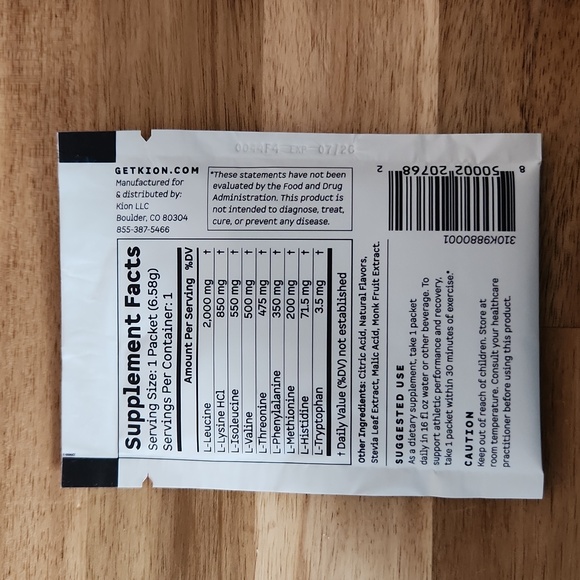 Supplement Facts
Serving Size: 1 Packet (6.58g)
Servings Per Container: 1
Amount Per Serving %DV
L-Leucine 2,000 mg †
L-Lysine HCl 850 mg †
L-Isoleucine 550 mg †
L-Valine 500 mg †
L-Threonine 475 mg †
L-Phenylalanine 350 mg †
L-Methionine 200 mg †
L-Histidine 71.5 mg †
L-Tryptophan 3.5 mg †
† Daily Value (%DV) not established
Other Ingredients: Citric Acid, Natural Flavors,
Stevia Leaf Extract, Malic Acid, Monk Fruit Extract.
SUGGESTED USE
As a dietary supplement, take 1 packet
daily in 16 fl oz water or other beverage. To
support athletic performance and recovery,
take 1 packet within 30 minutes of exercise.*
CAUTION
Keep out of reach of children. Store at
room temperature. Consult your healthcare
practitioner before using this product.
GETKION.COM
Manufactured for
& distributed by:
Kion LLC
Boulder, CO 80304
855-387-5466
*These statements have not been
evaluated by the Food and Drug
Administration. This product is
not intended to diagnose, treat,
cure, or prevent any disease.
8 50002 20768 2
310K9880001
EXP 07/26